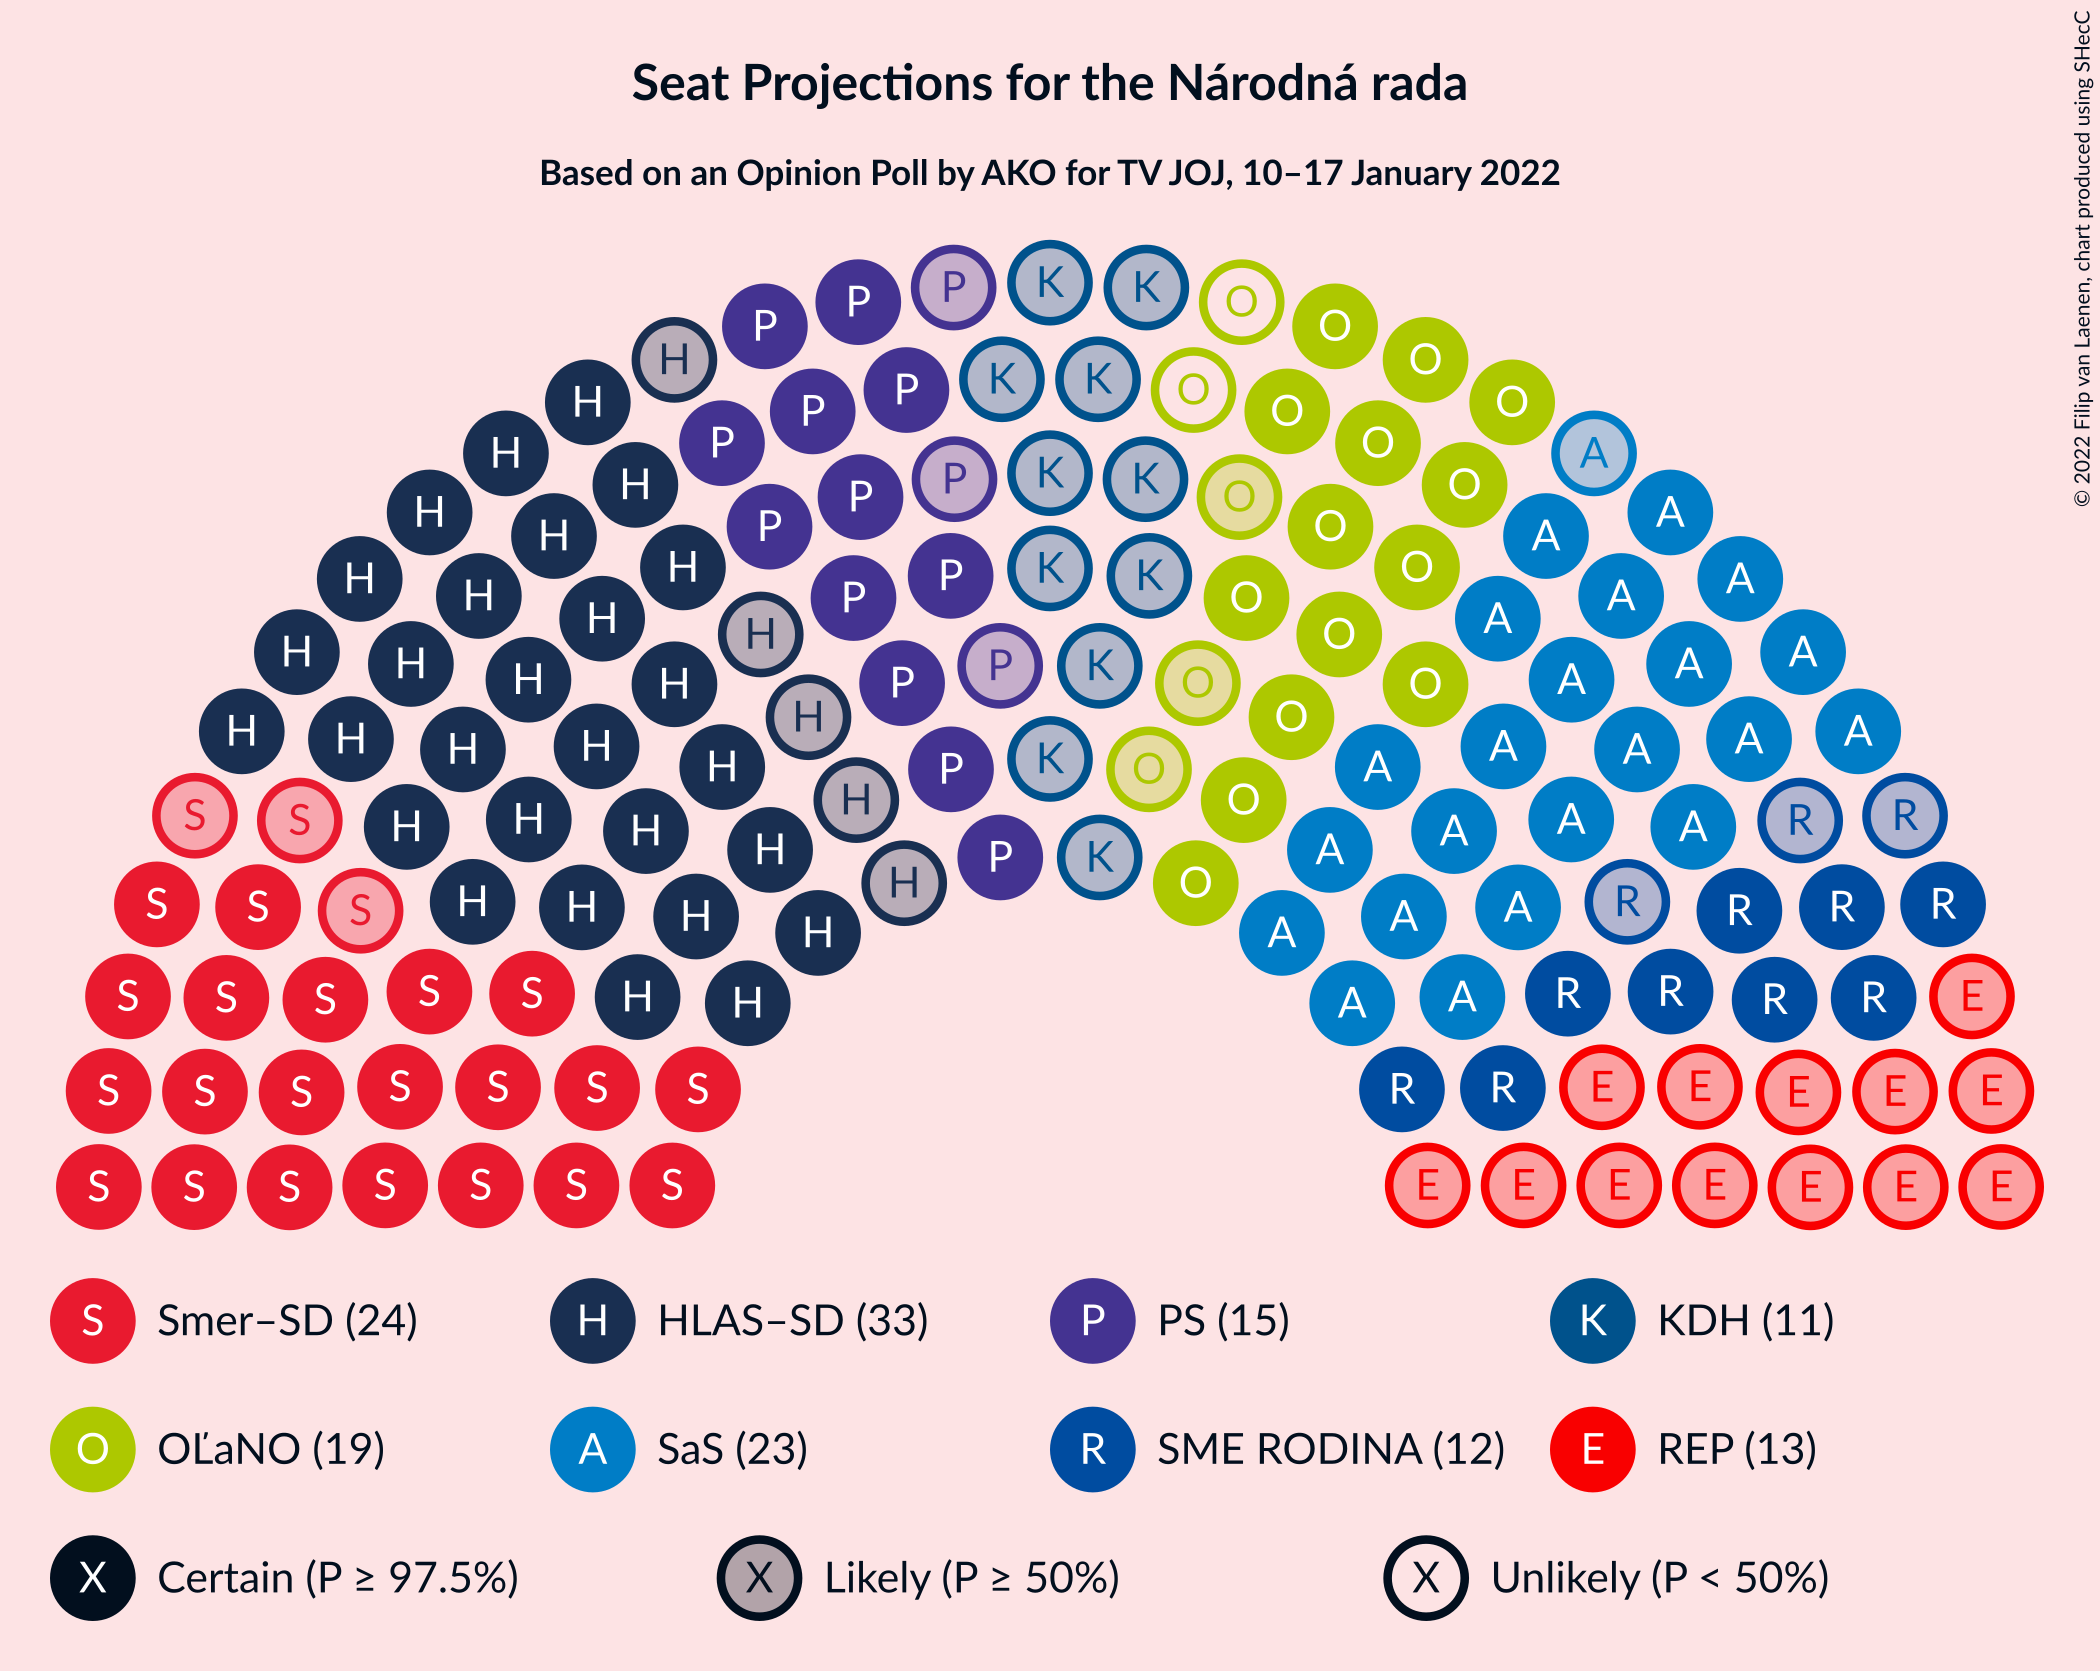 Seat Projections for the Národná rada
Based on an Opinion Poll by AKO for TV JOJ, 10–17 January 2022
© 2022 Filip van Laenen, chart produced using SHecC
K
P K K
P O
P O
H P K K O
H P O
H P K O A
H P P K K O O
H H P O A A
H P O
H P K K O A
H H P P O O A
H H A A
H H P O A
H H P K O A
H H H P O O A
H H H O A A
H H A A
H H P K O A
S H H H O A A R
S H H H A A A R
H H P K A
S S H O R
S S H H H A A A R R R
H A
S S S S S H A R R R R E
H A
S S S S S S S R R E E E E E
S S S S S S S E E E E E E E
S Smer–SD (24) H HLAS–SD (33) P PS (15) K KDH (11)
O OĽaNO (19) A SaS (23) R SME RODINA (12) E REP (13)
X Certain (P ≥ 97.5%) X Likely (P ≥ 50%) X Unlikely (P < 50%)